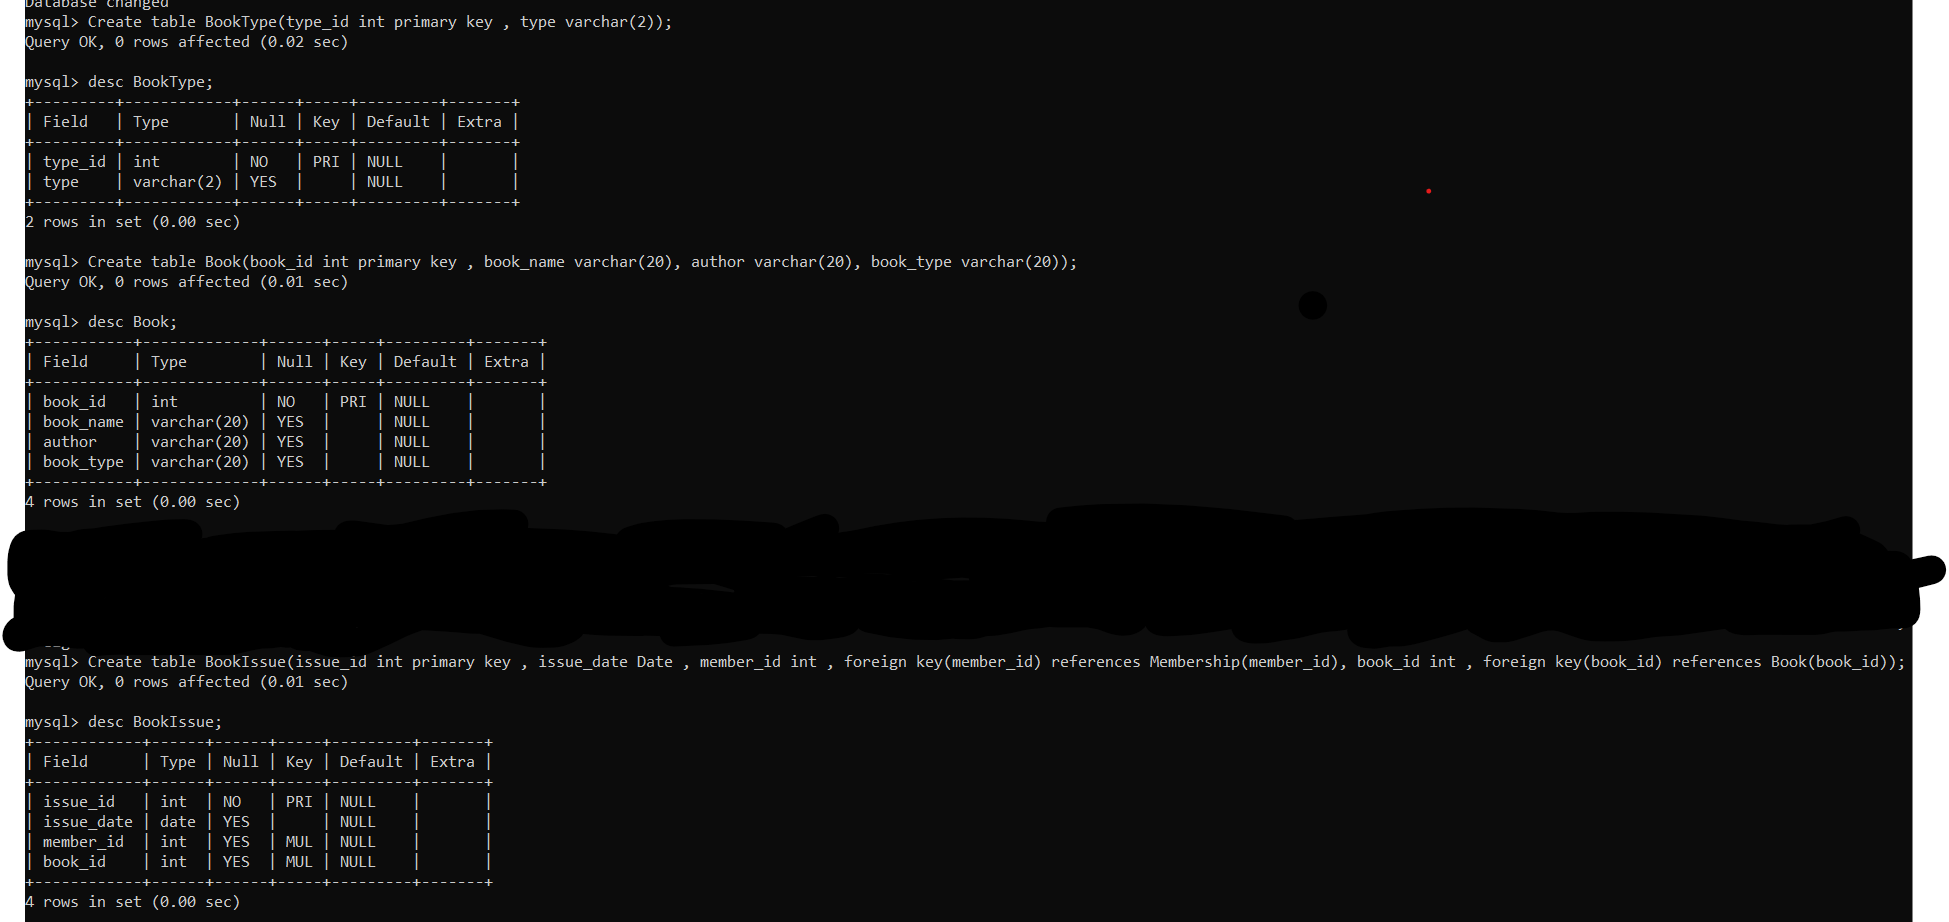 Database changed
mysql> Create table BookType(type_id int primary key , type varchar(2));
Query OK, 0 rows affected (0.02 sec)
mysql> desc BookType;
+---------+------------+------+-----+---------+-------+
| Field   | Type       | Null | Key | Default | Extra |
+---------+------------+------+-----+---------+-------+
| type_id | int        | NO   | PRI | NULL    |       |
| type    | varchar(2) | YES  |     | NULL    |       |
+---------+------------+------+-----+---------+-------+
2 rows in set (0.00 sec)
mysql> Create table Book(book_id int primary key , book_name varchar(20), author varchar(20), book_type varchar(20));
Query OK, 0 rows affected (0.01 sec)
mysql> desc Book;
+-----------+-------------+------+-----+---------+-------+
| Field     | Type        | Null | Key | Default | Extra |
+-----------+-------------+------+-----+---------+-------+
| book_id   | int         | NO   | PRI | NULL    |       |
| book_name | varchar(20) | YES  |     | NULL    |       |
| author    | varchar(20) | YES  |     | NULL    |       |
| book_type | varchar(20) | YES  |     | NULL    |       |
+-----------+-------------+------+-----+---------+-------+
4 rows in set (0.00 sec)
mysql> Create table BookIssue(issue_id int primary key , issue_date Date , member_id int , foreign key(member_id) references Membership(member_id), book_id int , foreign key(book_id) references Book(book_id));
Query OK, 0 rows affected (0.01 sec)
mysql> desc BookIssue;
+------------+------+------+-----+---------+-------+
| Field      | Type | Null | Key | Default | Extra |
+------------+------+------+-----+---------+-------+
| issue_id   | int  | NO   | PRI | NULL    |       |
| issue_date | date | YES  |     | NULL    |       |
| member_id  | int  | YES  | MUL | NULL    |       |
| book_id    | int  | YES  | MUL | NULL    |       |
+------------+------+------+-----+---------+-------+
4 rows in set (0.00 sec)